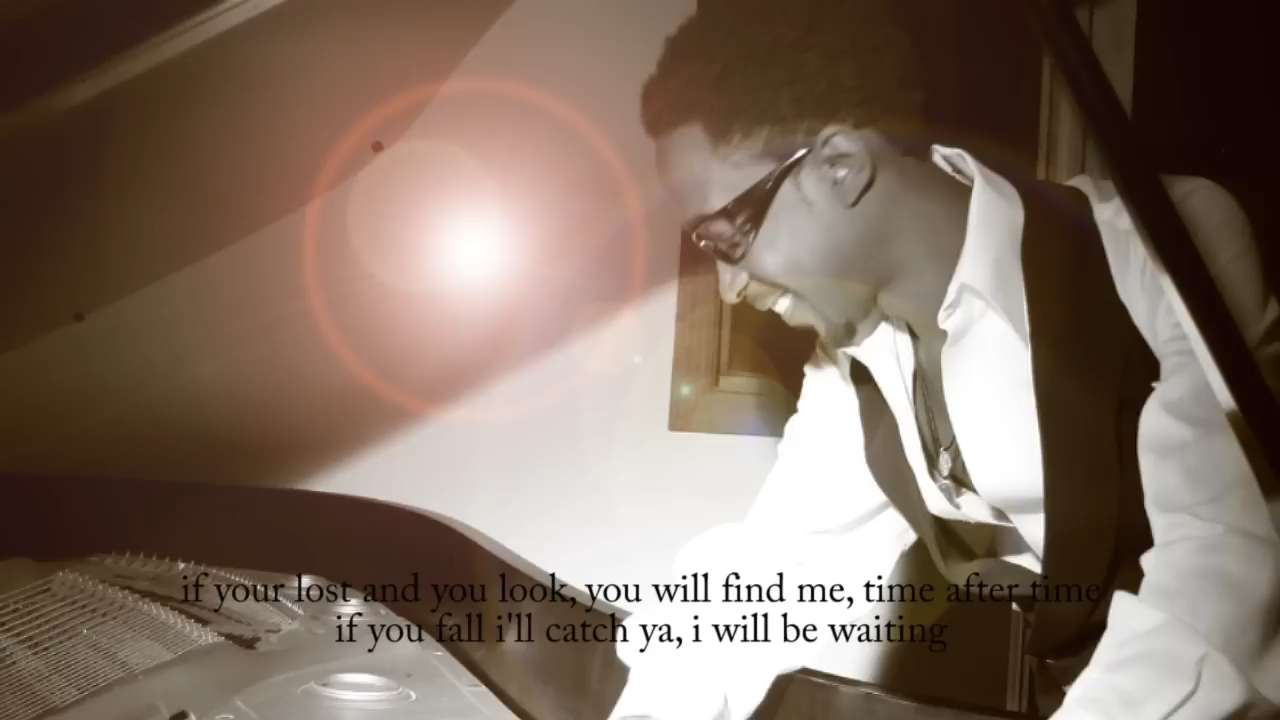 if your lost and you look, you will find me, time after time
if you fall i'll catch ya, i will be waiting